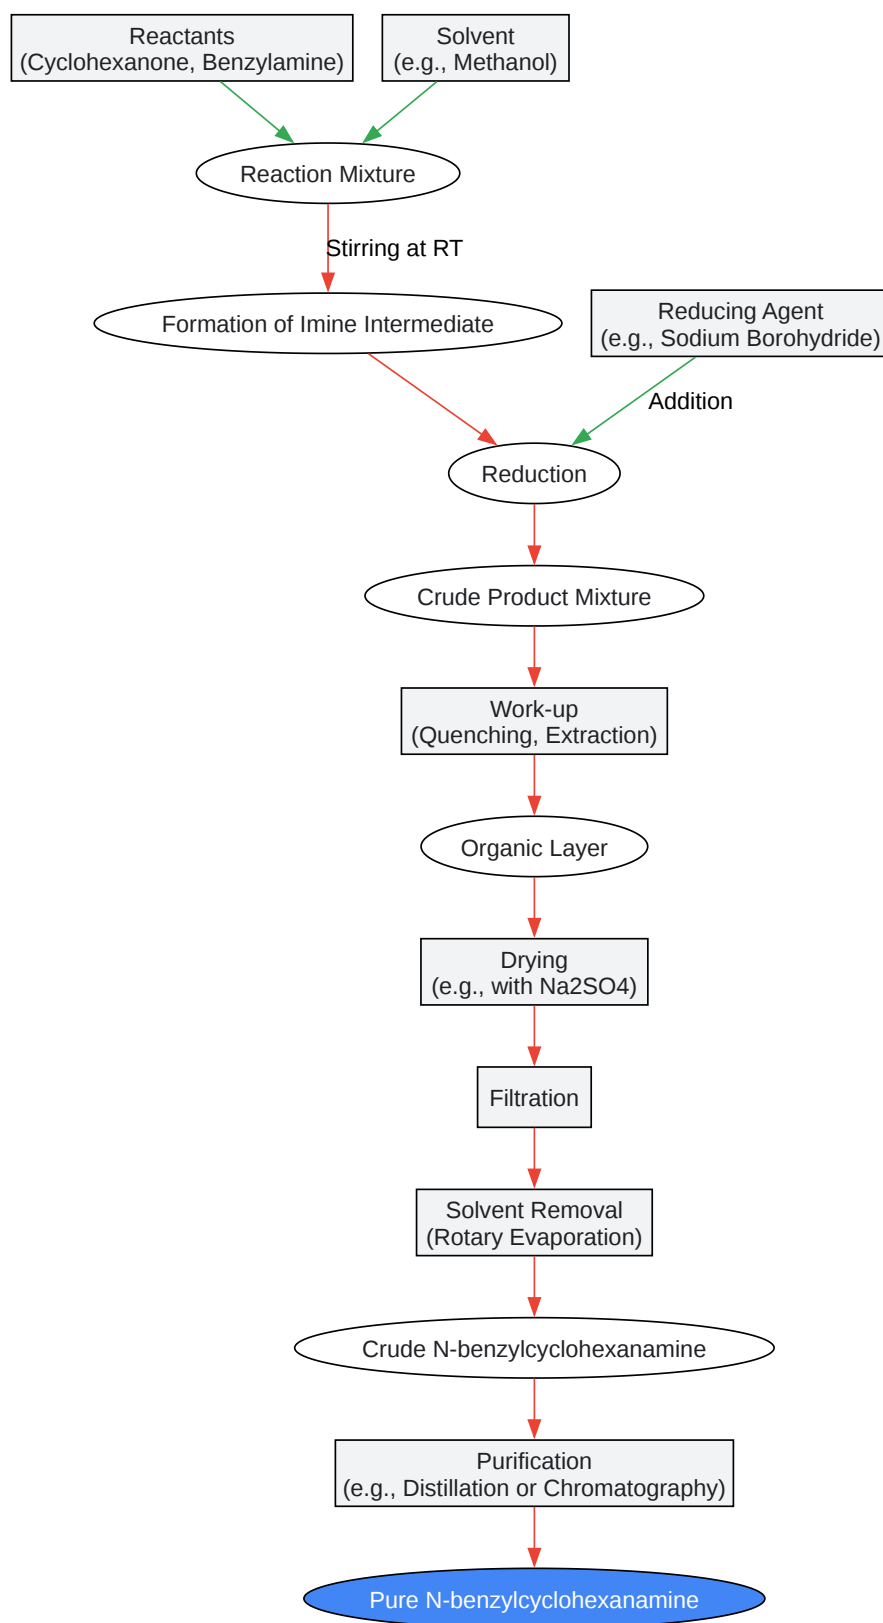 Reactants
(Cyclohexanone, Benzylamine)
Solvent
(e.g., Methanol)
Reaction Mixture
Stirring at RT
Formation of Imine Intermediate
Reducing Agent
(e.g., Sodium Borohydride)
Addition
Reduction
Crude Product Mixture
Work-up
(Quenching, Extraction)
Organic Layer
Drying
(e.g., with Na2SO4)
Filtration
Solvent Removal
(Rotary Evaporation)
Crude N-benzylcyclohexanamine
Purification
(e.g., Distillation or Chromatography)
Pure N-benzylcyclohexanamine